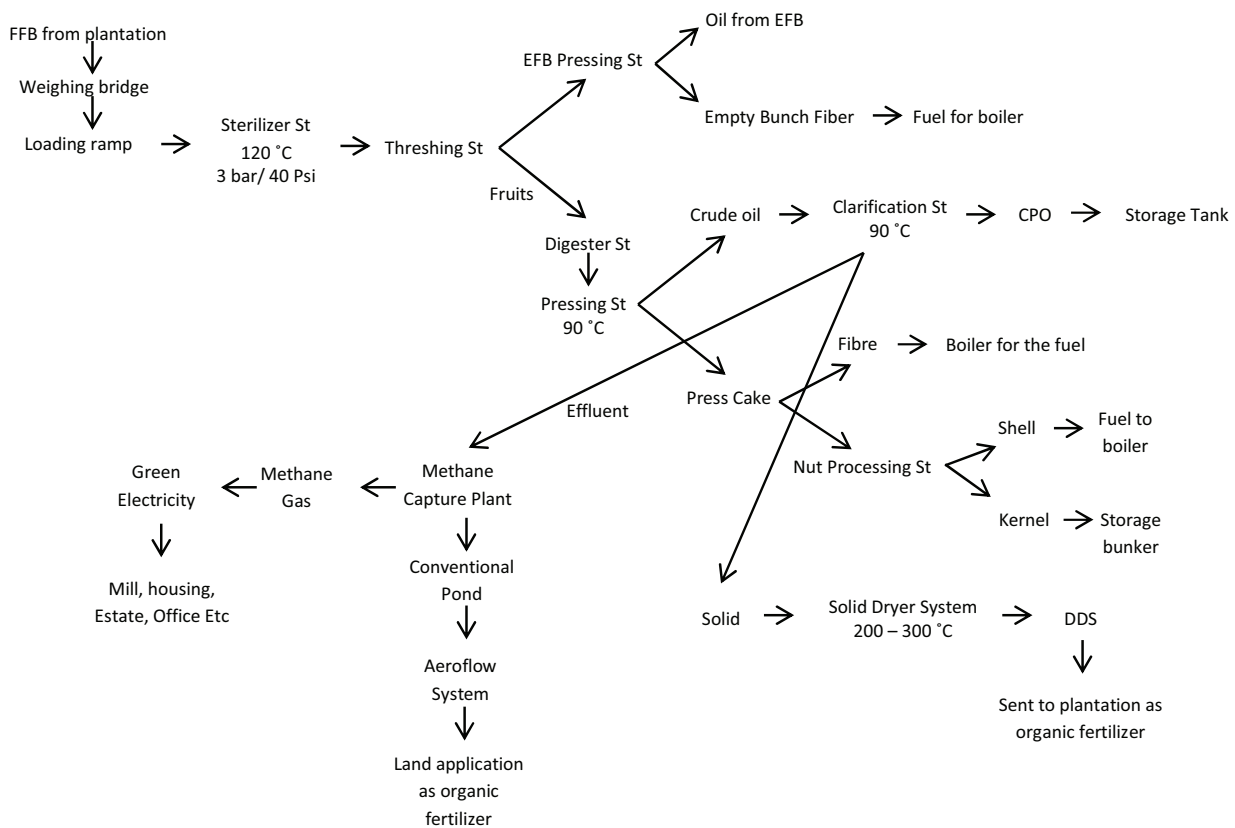 FFB from plantation
Weighing bridge
Loading ramp
Sterilizer St
120 ˚C
3 bar/ 40 Psi
Threshing St
EFB Pressing St
Oil from EFB
Empty Bunch Fiber
Fuel for boiler
Fruits
Digester St
Pressing St
90 ˚C
Crude oil
Clarification St
90 ˚C
CPO
Storage Tank
Press Cake
Fibre
Boiler for the fuel
Nut Processing St
Shell
Fuel to
boiler
Kernel
Storage
bunker
Effluent
Methane
Capture Plant
Methane
Gas
Green
Electricity
Mill, housing,
Estate, Office Etc
Conventional
Pond
Aeroflow
System
Land application
as organic
fertilizer
Solid
Solid Dryer System
200 – 300 ˚C
DDS
Sent to plantation as
organic fertilizer